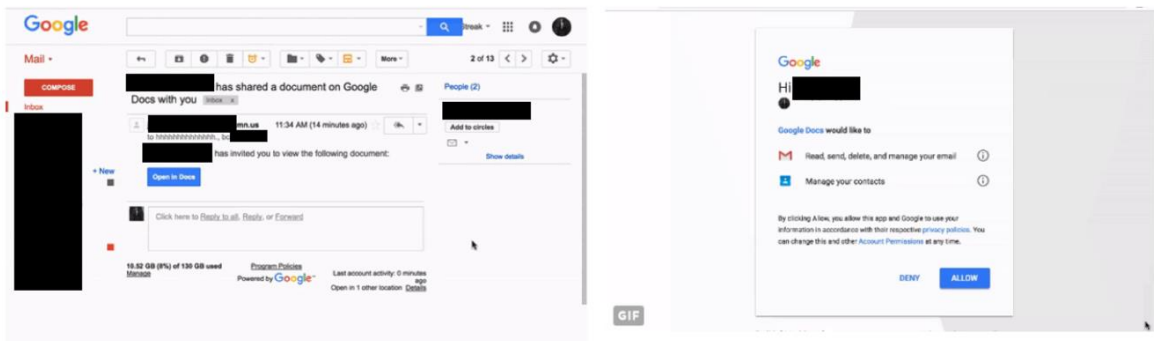 Google
Streak
Mail
More
2 of 13
COMPOSE
Inbox
+ New
has shared a document on Google
Docs with you Inbox x
mn.us 11:34 AM (14 minutes ago)
to hhhhhhhhhhhhhhh.,
has invited you to view the following document:
Open in Docs
Click here to Reply to all, Reply, or Forward
People (2)
Add to circles
Show details
10.52 GB (8%) of 130 GB used
Manage
Program Policies
Powered by Google
Last account activity: 0 minutes
ago
Open in 1 other location Details
Google
Hi
Google Docs would like to
Read, send, delete, and manage your email
Manage your contacts
By clicking Allow, you allow this app and Google to use your
information in accordance with their respective privacy policies. You
can change this and other Account Permissions at any time.
DENY
ALLOW
GIF